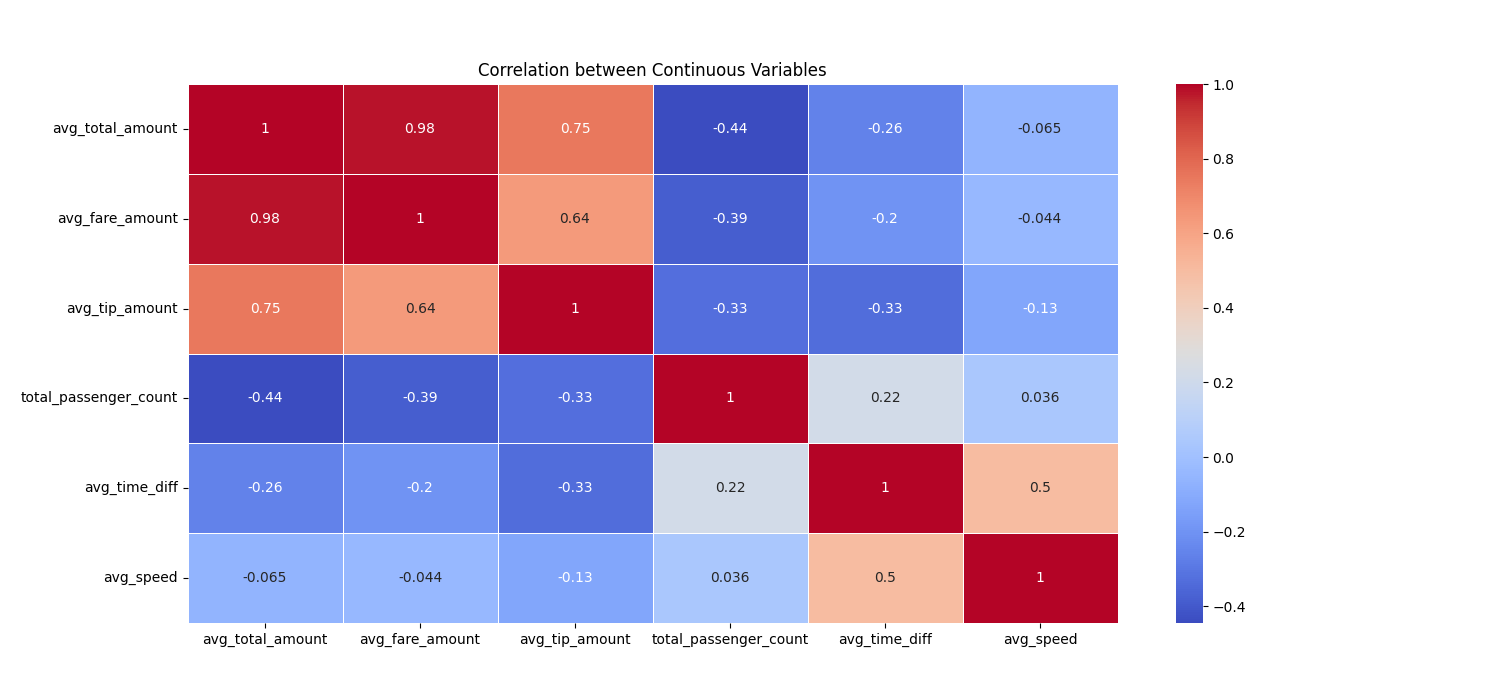 Correlation between Continuous Variables
avg_total_amount 1 0.98 0.75 -0.44 -0.26 -0.065
avg_fare_amount 0.98 1 0.64 -0.39 -0.2 -0.044
avg_tip_amount 0.75 0.64 1 -0.33 -0.33 -0.13
total_passenger_count -0.44 -0.39 -0.33 1 0.22 0.036
avg_time_diff -0.26 -0.2 -0.33 0.22 1 0.5
avg_speed -0.065 -0.044 -0.13 0.036 0.5 1
avg_total_amount avg_fare_amount avg_tip_amount total_passenger_count avg_time_diff avg_speed
1.0
0.8
0.6
0.4
0.2
0.0
−0.2
−0.4